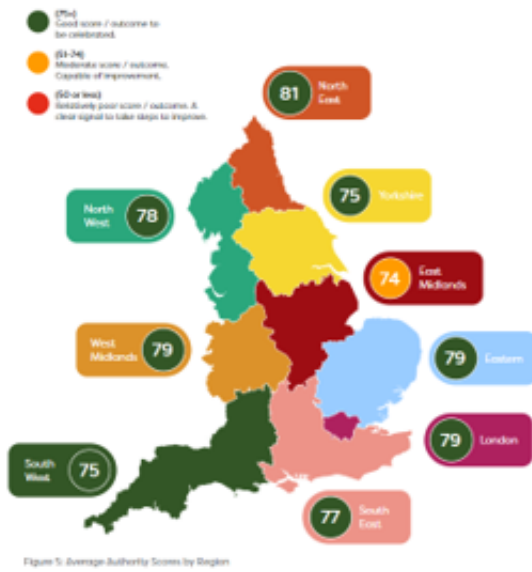 (75+)
Good score / outcome to
be celebrated.
(51-74)
Moderate score / outcome.
Capable of improvement.
(50 or less)
Relatively poor score / outcome. A
clear signal to take steps to improve.
81 North
East
75 Yorkshire
North
West 78
74 East
Midlands
West
Midlands 79
79 Eastern
79 London
South
West 75
77 South
East
Figure 5: Average Authority Scores by Region